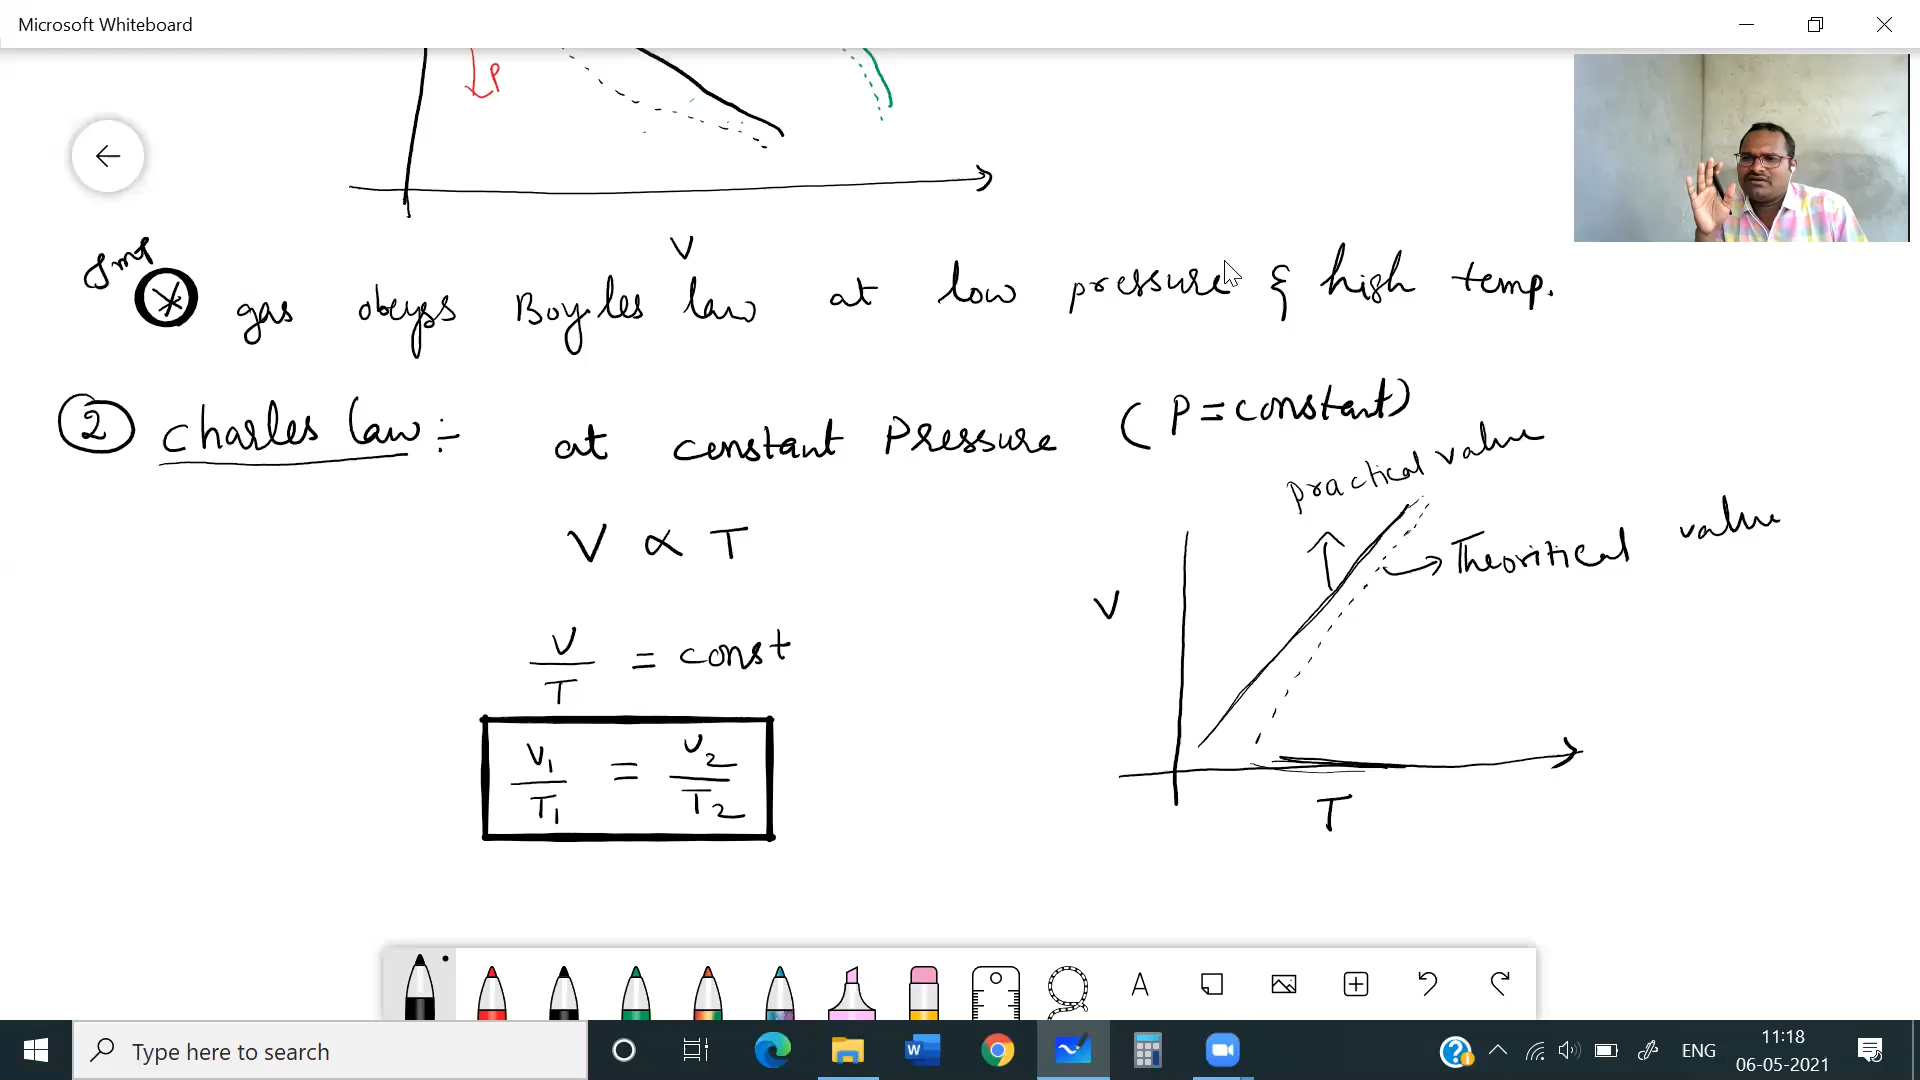 Microsoft Whiteboard
P
V
Imp
* gas obeyss Boyles law at low pressure & high temp.
2 Charles law :- at constant Pressure (P = constant)
practical value
V ∝ T
Theoritical value
V
V/T = const
V1/T1 = V2/T2
T
A
Type here to search
W
ENG
11:18
06-05-2021